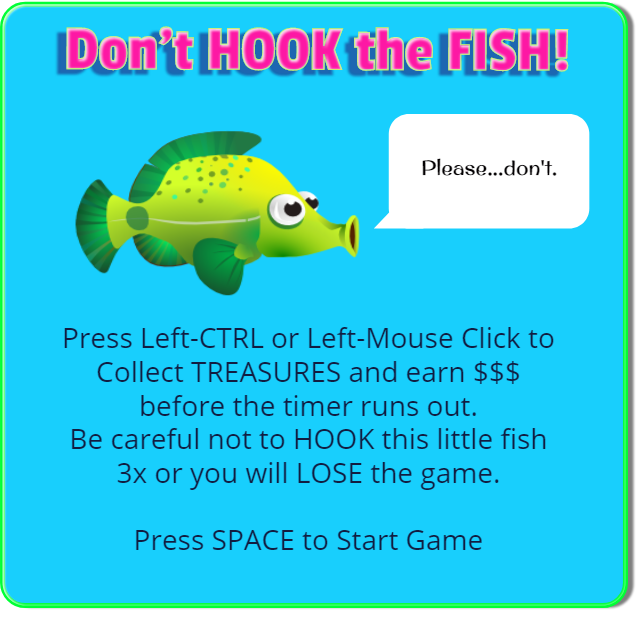 Don't HOOK the FISH!
Please...don't.
Press Left-CTRL or Left-Mouse Click to
Collect TREASURES and earn $$$
before the timer runs out.
Be careful not to HOOK this little fish
3x or you will LOSE the game.
Press SPACE to Start Game